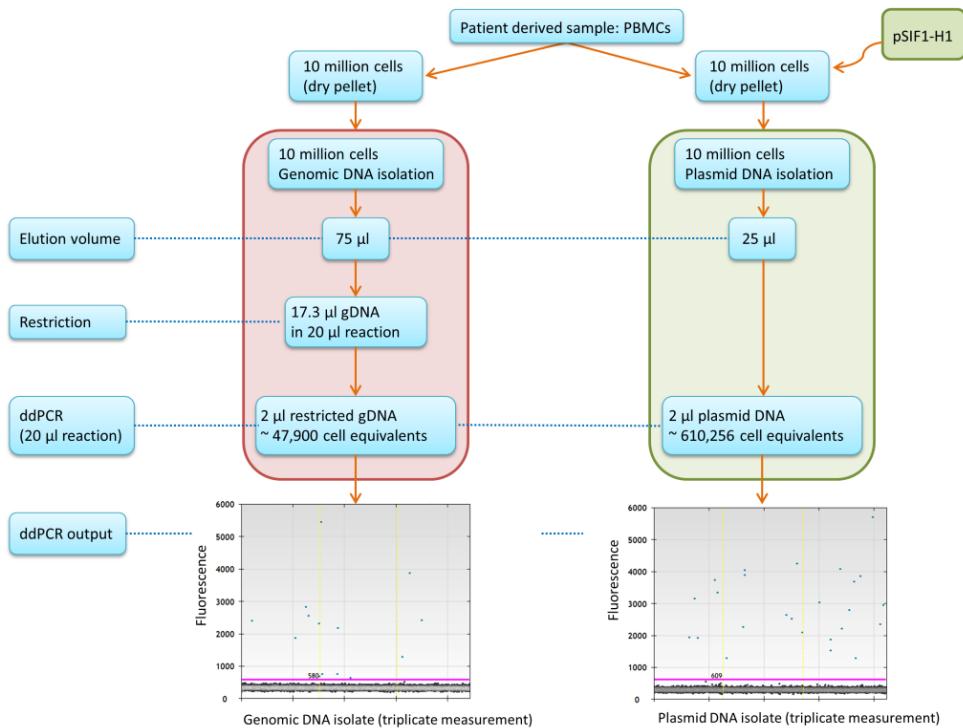 Patient derived sample: PBMCs
pSIF1-H1
10 million cells
(dry pellet)
10 million cells
(dry pellet)
10 million cells
Genomic DNA isolation
10 million cells
Plasmid DNA isolation
Elution volume
75 µl
25 µl
Restriction
17.3 µl gDNA
in 20 µl reaction
ddPCR
(20 µl reaction)
2 µl restricted gDNA
~ 47,900 cell equivalents
2 µl plasmid DNA
~ 610,256 cell equivalents
ddPCR output
Fluorescence
6000
5000
4000
3000
2000
1000
0
580
Genomic DNA isolate (triplicate measurement)
Fluorescence
6000
5000
4000
3000
2000
1000
0
609
Plasmid DNA isolate (triplicate measurement)